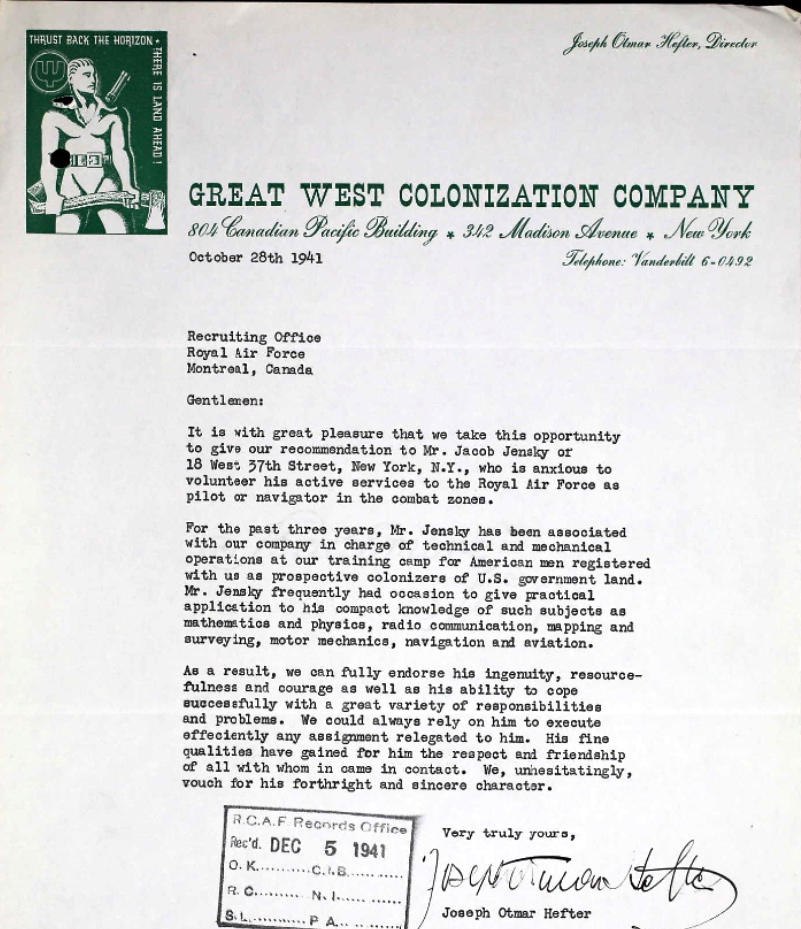 THRUST BACK THE HORIZON •
THERE IS LAND AHEAD!
Joseph Otmar Hefter, Director
GREAT WEST COLONIZATION COMPANY
804 Canadian Pacific Building * 342 Madison Avenue * New York
October 28th 1941
Telephone: Vanderbilt 6-0492
Recruiting Office
Royal Air Force
Montreal, Canada
Gentlemen:
It is with great pleasure that we take this opportunity
to give our recommendation to Mr. Jacob Jensky of
18 West 37th Street, New York, N.Y., who is anxious to
volunteer his active services to the Royal Air Force as
pilot or navigator in the combat zones.
For the past three years, Mr. Jensky has been associated
with our company in charge of technical and mechanical
operations at our training camp for American men registered
with us as prospective colonizers of U.S. government land.
Mr. Jensky frequently had occasion to give practical
application to his compact knowledge of such subjects as
mathematics and physics, radio communication, mapping and
surveying, motor mechanics, navigation and aviation.
As a result, we can fully endorse his ingenuity, resource-
fulness and courage as well as his ability to cope
successfully with a great variety of responsibilities
and problems. We could always rely on him to execute
effeciently any assignment relegated to him. His fine
qualities have gained for him the respect and friendship
of all with whom in came in contact. We, unhesitatingly,
vouch for his forthright and sincere character.
R.C.A.F. Records Office
Rec'd. DEC 5 1941
O.K..........C.I.B..........
R.C..........N.I..........
S.L..........P.A..........
Very truly yours,
Joseph Otmar Hefter
Joseph Otmar Hefter